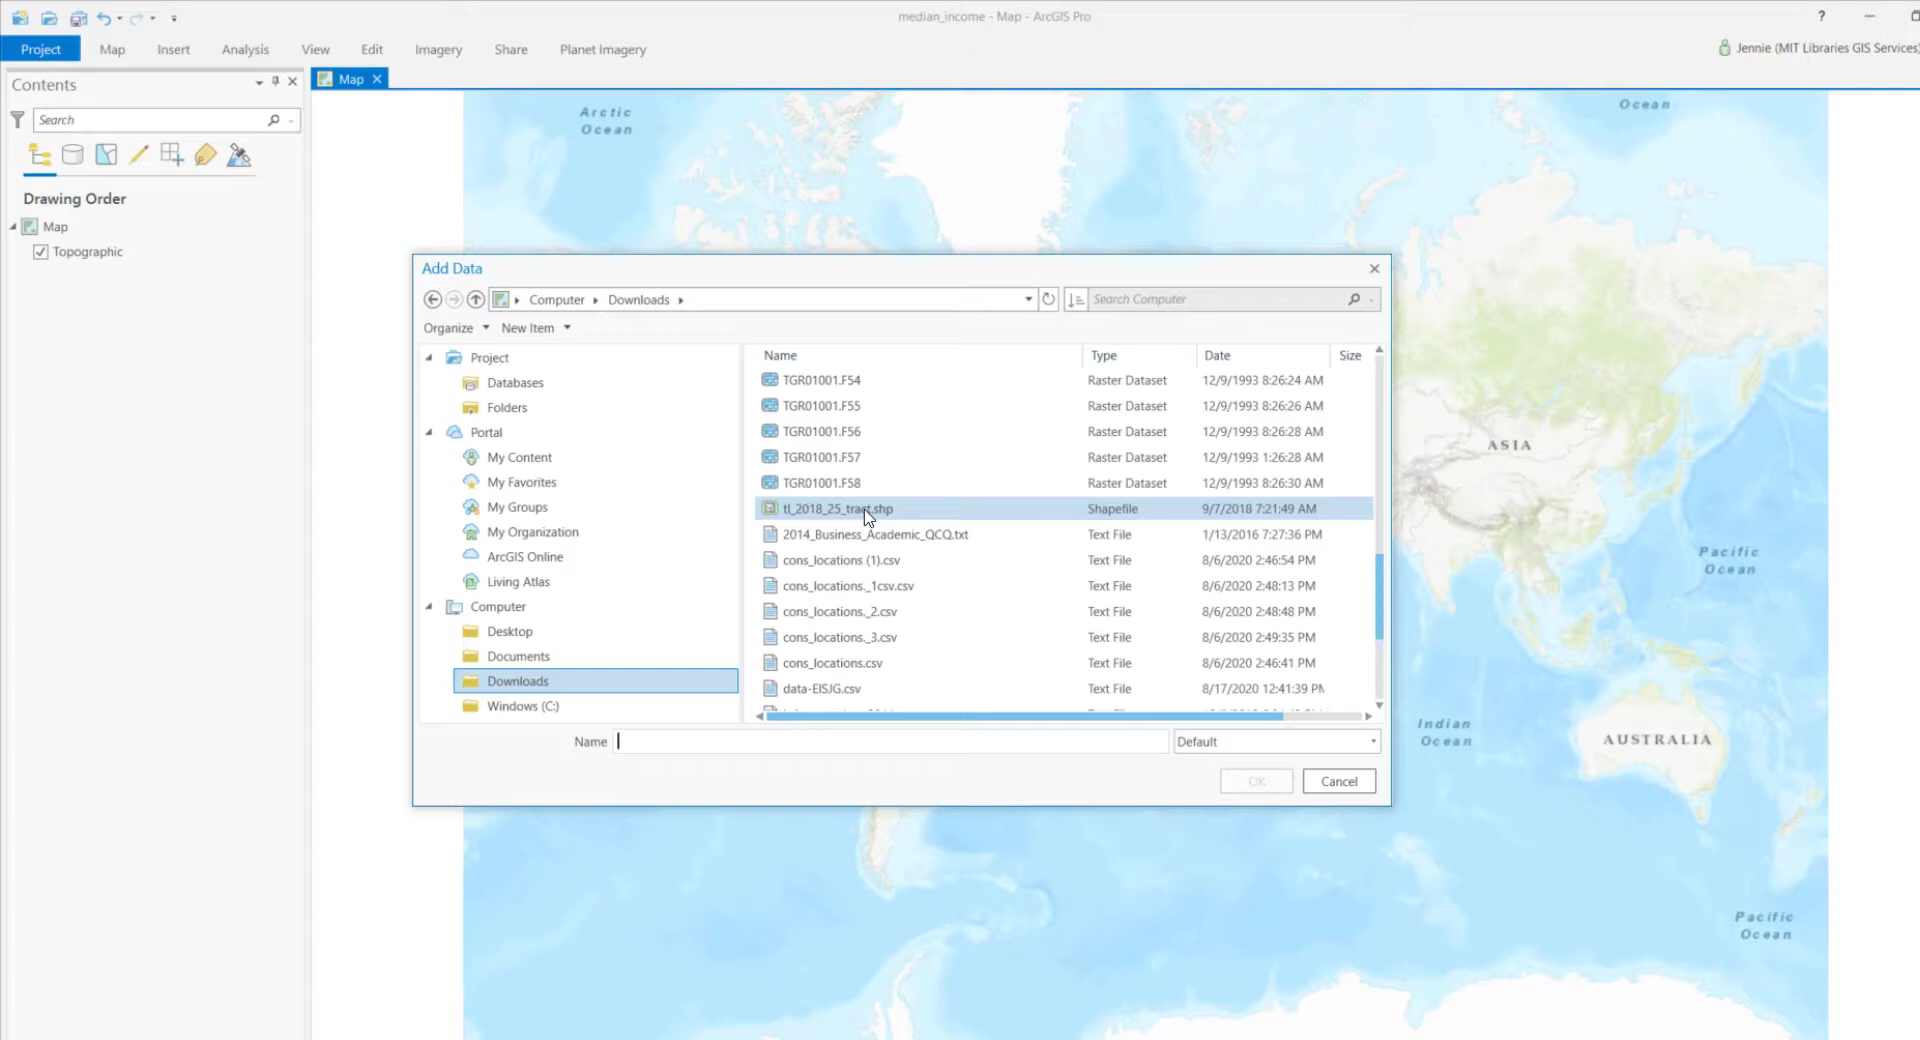 median_income - Map - ArcGIS Pro
?
Project Map Insert Analysis View Edit Imagery Share Planet Imagery
Jennie (MIT Libraries GIS Services)
Contents
Map
Search
Drawing Order
Map
Topographic
Arctic
Ocean
Ocean
ASIA
Pacific
Ocean
Indian
Ocean
AUSTRALIA
Pacific
Ocean
Add Data
Computer Downloads
Search Computer
Organize New Item
Project
Databases
Folders
Portal
My Content
My Favorites
My Groups
My Organization
ArcGIS Online
Living Atlas
Computer
Desktop
Documents
Downloads
Windows (C:)
Name Type Date Size
TGR01001.F54 Raster Dataset 12/9/1993 8:26:24 AM
TGR01001.F55 Raster Dataset 12/9/1993 8:26:26 AM
TGR01001.F56 Raster Dataset 12/9/1993 8:26:28 AM
TGR01001.F57 Raster Dataset 12/9/1993 1:26:28 AM
TGR01001.F58 Raster Dataset 12/9/1993 8:26:30 AM
tl_2018_25_tract.shp Shapefile 9/7/2018 7:21:49 AM
2014_Business_Academic_QCQ.txt Text File 1/13/2016 7:27:36 PM
cons_locations (1).csv Text File 8/6/2020 2:46:54 PM
cons_locations._1csv.csv Text File 8/6/2020 2:48:13 PM
cons_locations._2.csv Text File 8/6/2020 2:48:48 PM
cons_locations._3.csv Text File 8/6/2020 2:49:35 PM
cons_locations.csv Text File 8/6/2020 2:46:41 PM
data-EISJG.csv Text File 8/17/2020 12:41:39 PM
Name
Default
OK Cancel